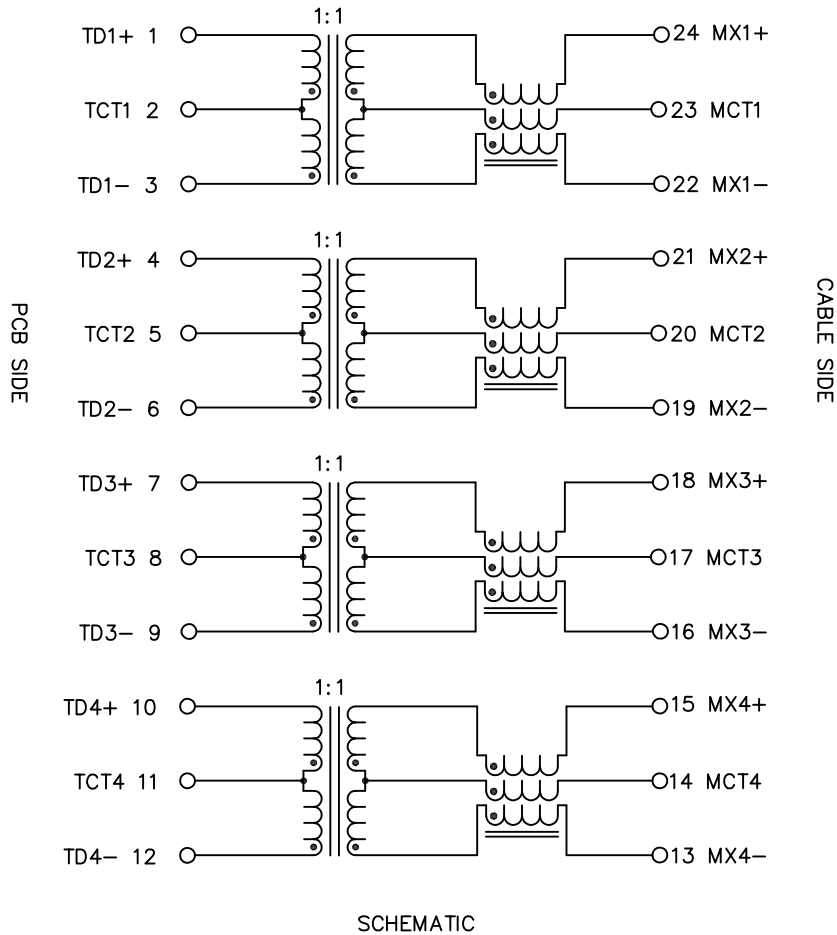 1:1
TD1+ 1
24 MX1+
TCT1 2
23 MCT1
TD1− 3
22 MX1−
1:1
TD2+ 4
21 MX2+
TCT2 5
20 MCT2
TD2− 6
19 MX2−
PCB SIDE
CABLE SIDE
1:1
TD3+ 7
18 MX3+
TCT3 8
17 MCT3
TD3− 9
16 MX3−
1:1
TD4+ 10
15 MX4+
TCT4 11
14 MCT4
TD4− 12
13 MX4−
SCHEMATIC